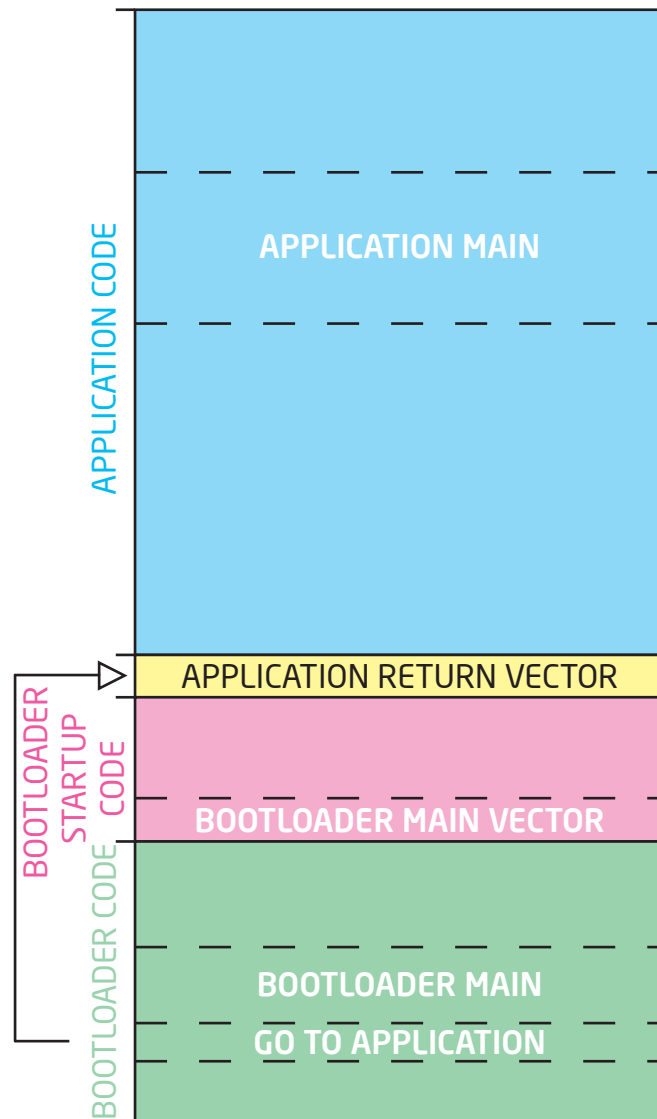 APPLICATION CODE
APPLICATION MAIN
APPLICATION RETURN VECTOR
BOOTLOADER
STARTUP
CODE
BOOTLOADER MAIN VECTOR
BOOTLOADER CODE
BOOTLOADER MAIN
GO TO APPLICATION